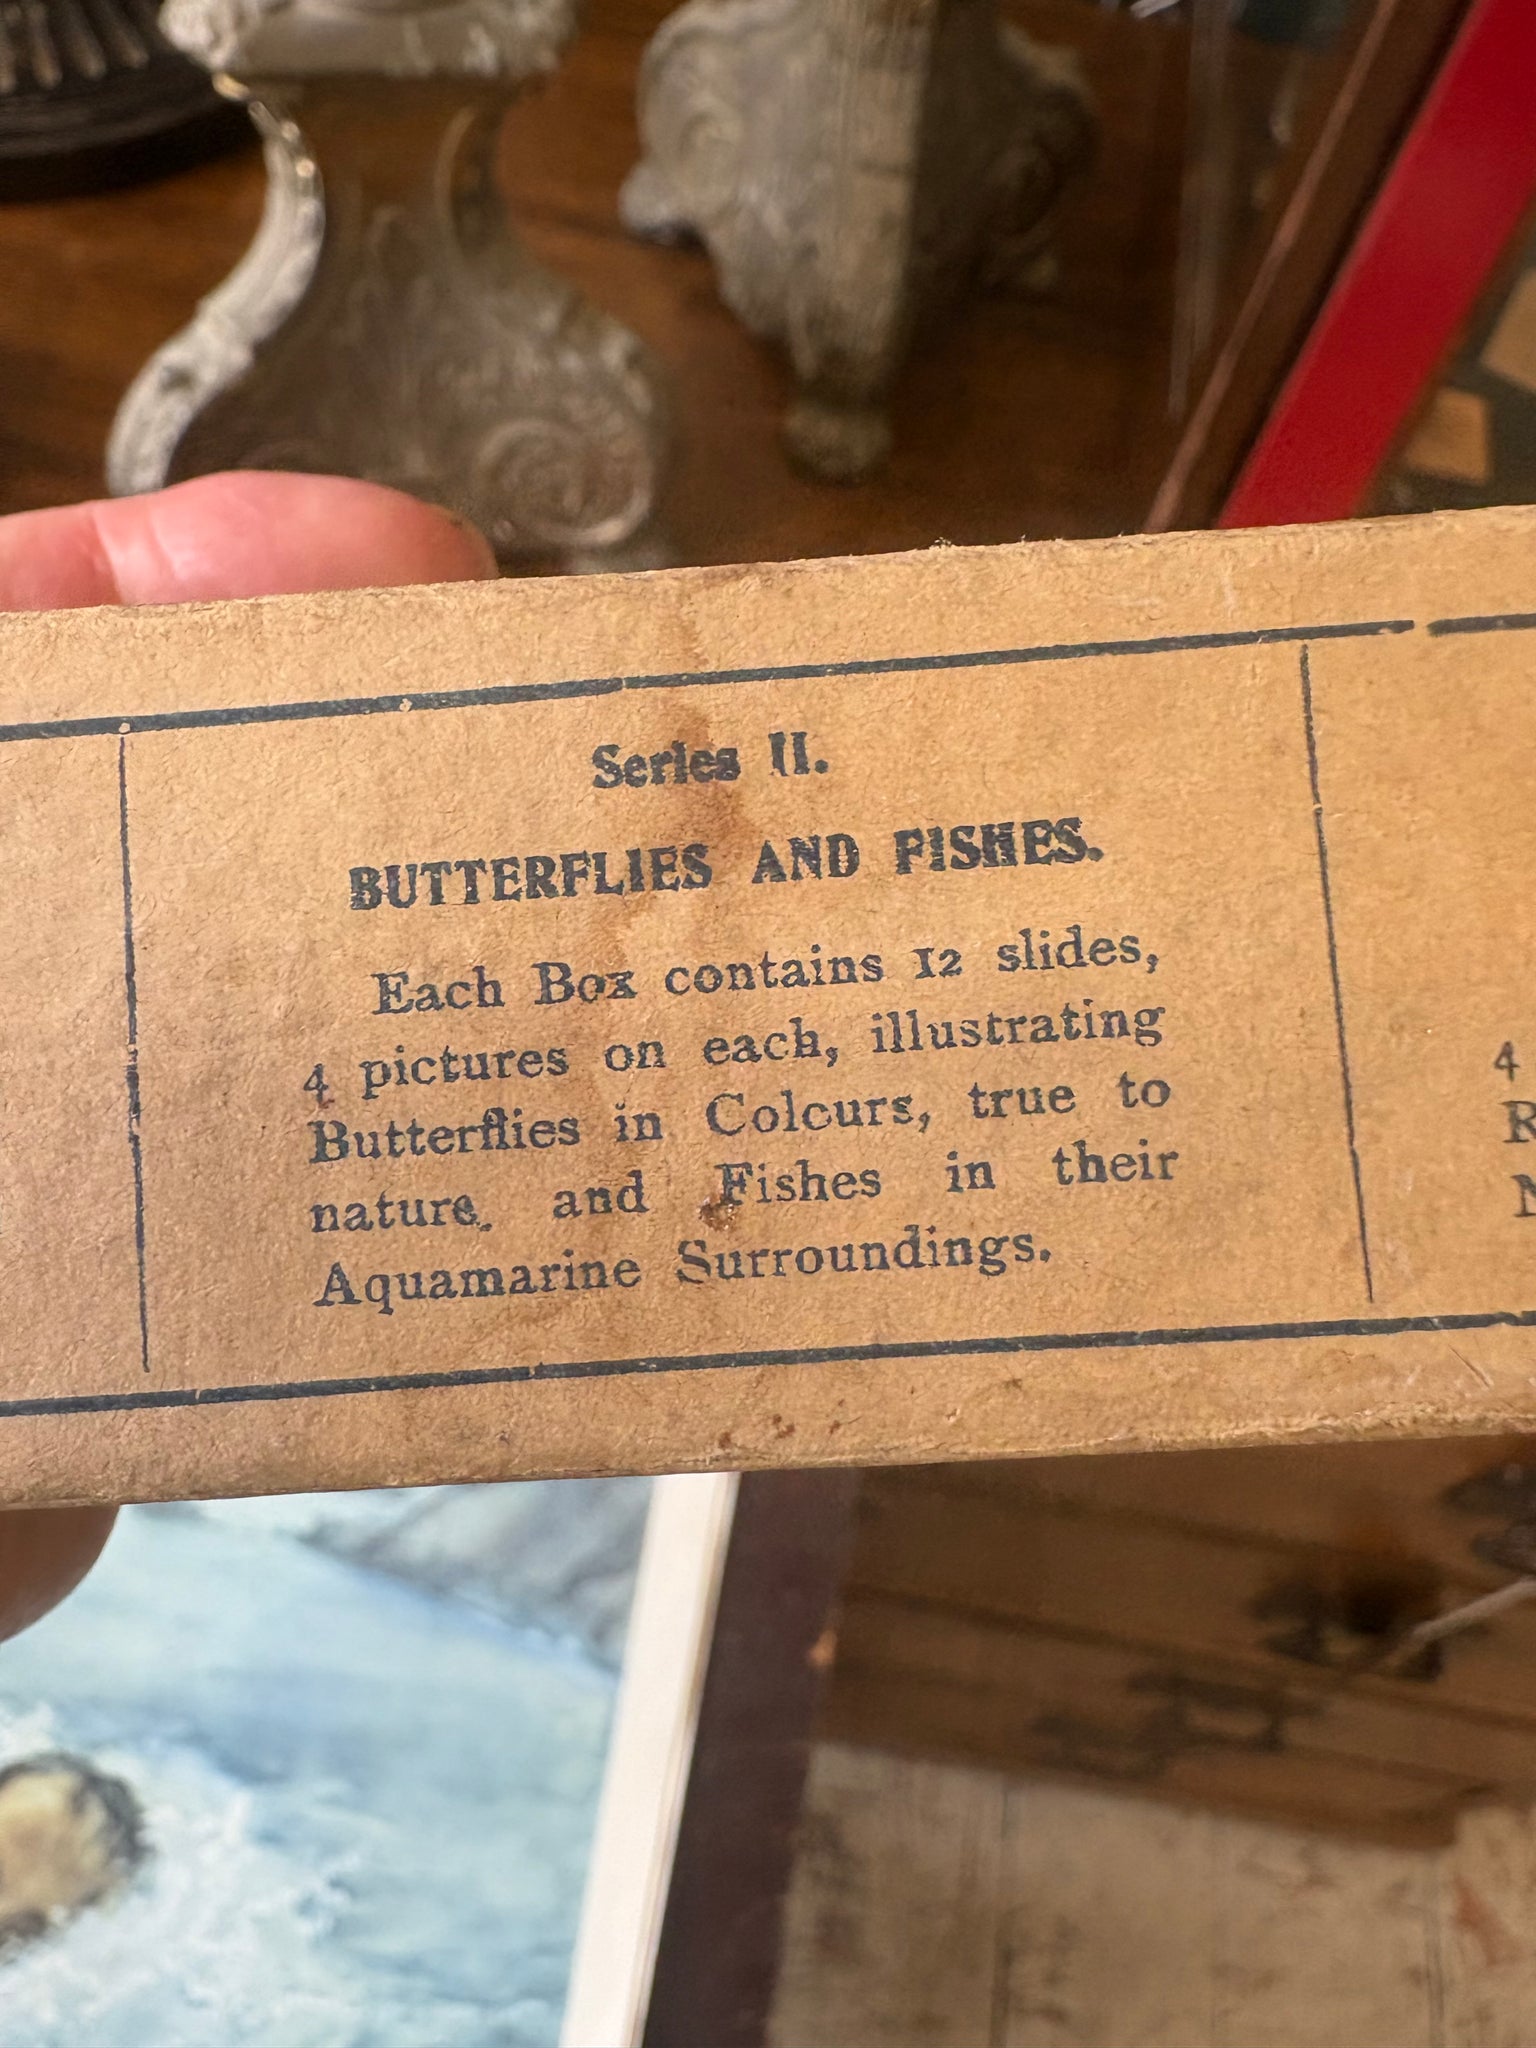 Series II.
BUTTERFLIES AND FISHES.
Each Box contains 12 slides,
4 pictures on each, illustrating
Butterflies in Colours, true to
nature, and Fishes in their
Aquamarine Surroundings.
4
R
N